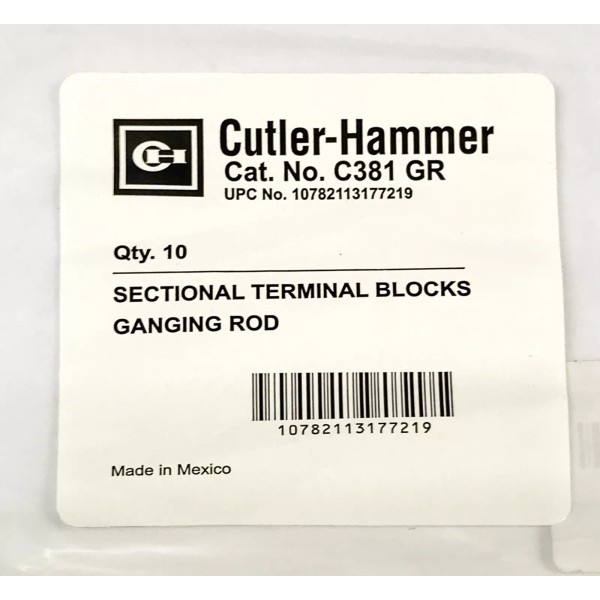 CH
Cutler-Hammer
Cat. No. C381 GR
UPC No. 10782113177219
Qty. 10
SECTIONAL TERMINAL BLOCKS
GANGING ROD
10782113177219
Made in Mexico